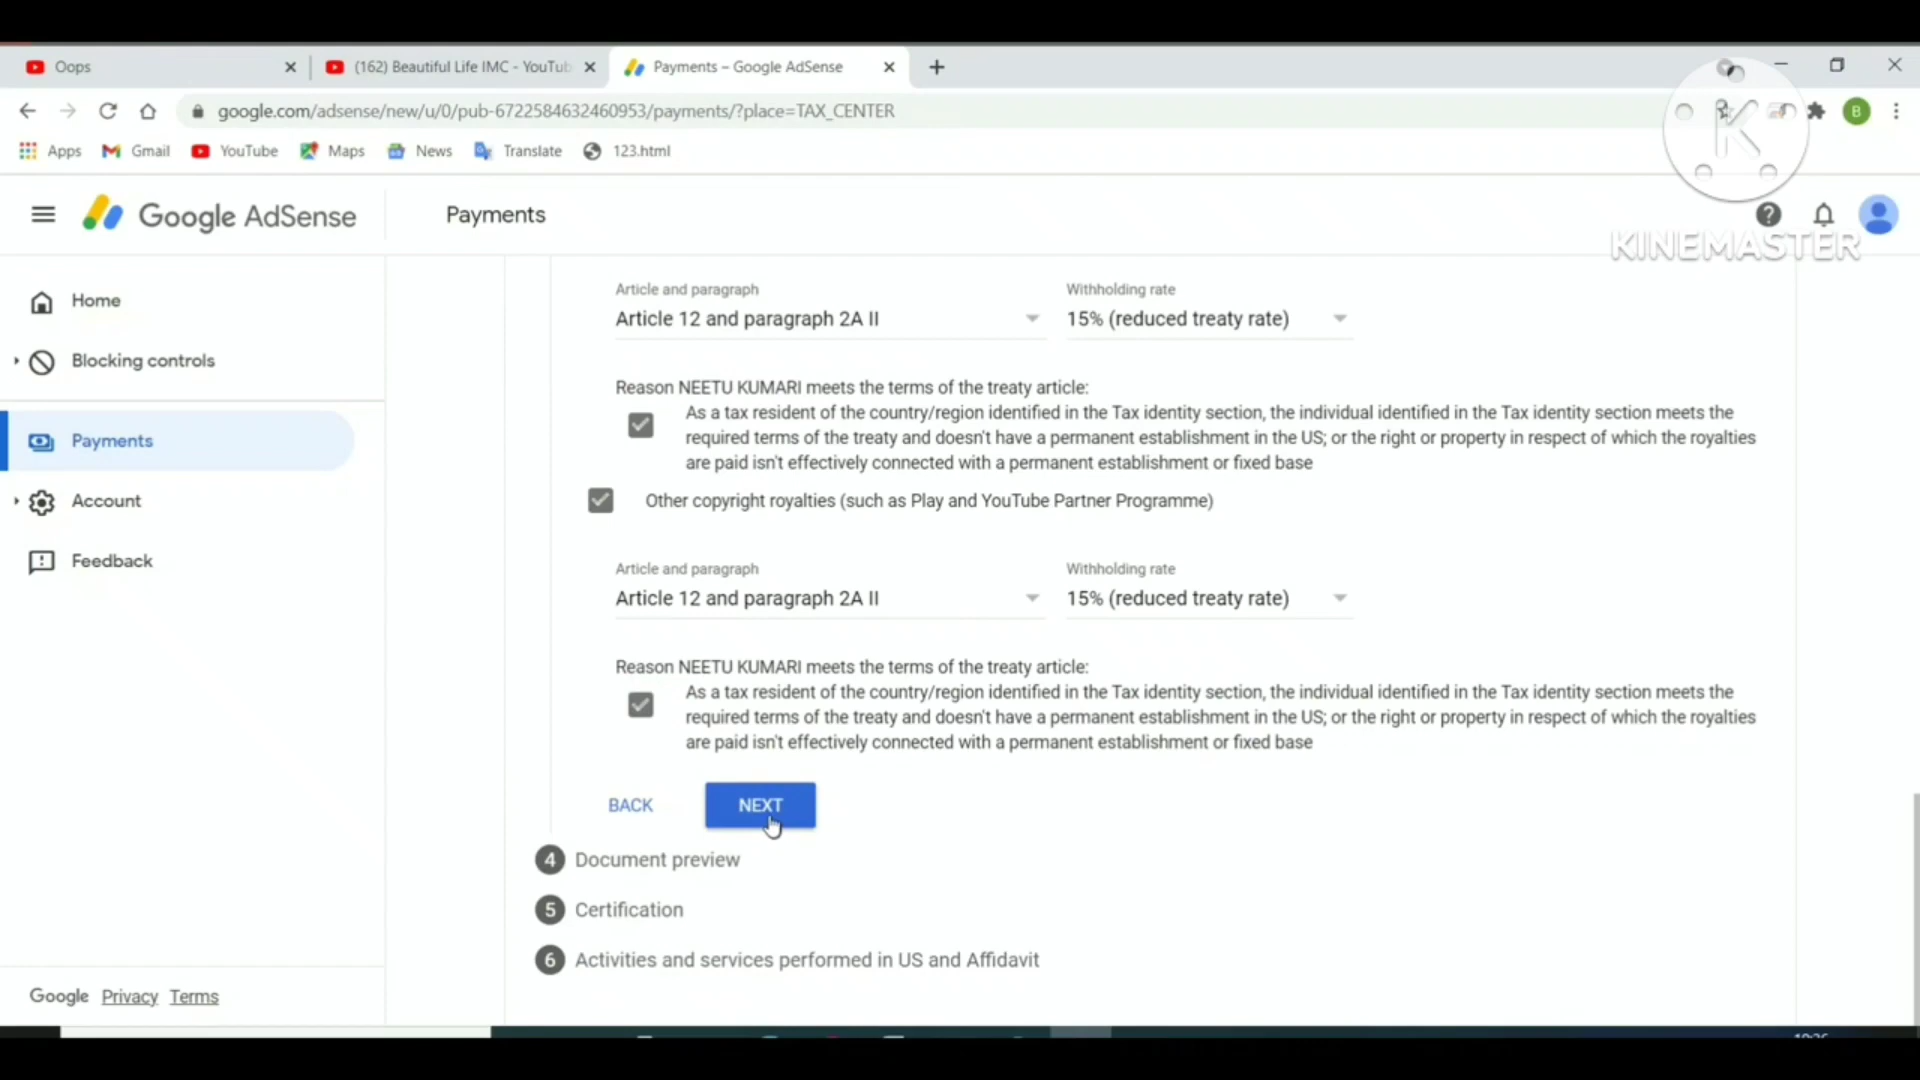 Oops
(162) Beautiful Life IMC - YouTub
Payments – Google AdSense
google.com/adsense/new/u/0/pub-6722584632460953/payments/?place=TAX_CENTER
B
Apps
Gmail
YouTube
Maps
News
Translate
123.html
K
KINEMASTER
Google AdSense
Payments
Home
Blocking controls
Payments
Account
Feedback
Article and paragraph
Withholding rate
Article 12 and paragraph 2A II
15% (reduced treaty rate)
Reason NEETU KUMARI meets the terms of the treaty article:
As a tax resident of the country/region identified in the Tax identity section, the individual identified in the Tax identity section meets the
required terms of the treaty and doesn't have a permanent establishment in the US; or the right or property in respect of which the royalties
are paid isn't effectively connected with a permanent establishment or fixed base
Other copyright royalties (such as Play and YouTube Partner Programme)
Article and paragraph
Withholding rate
Article 12 and paragraph 2A II
15% (reduced treaty rate)
Reason NEETU KUMARI meets the terms of the treaty article:
As a tax resident of the country/region identified in the Tax identity section, the individual identified in the Tax identity section meets the
required terms of the treaty and doesn't have a permanent establishment in the US; or the right or property in respect of which the royalties
are paid isn't effectively connected with a permanent establishment or fixed base
BACK
NEXT
4 Document preview
5 Certification
6 Activities and services performed in US and Affidavit
Google Privacy Terms